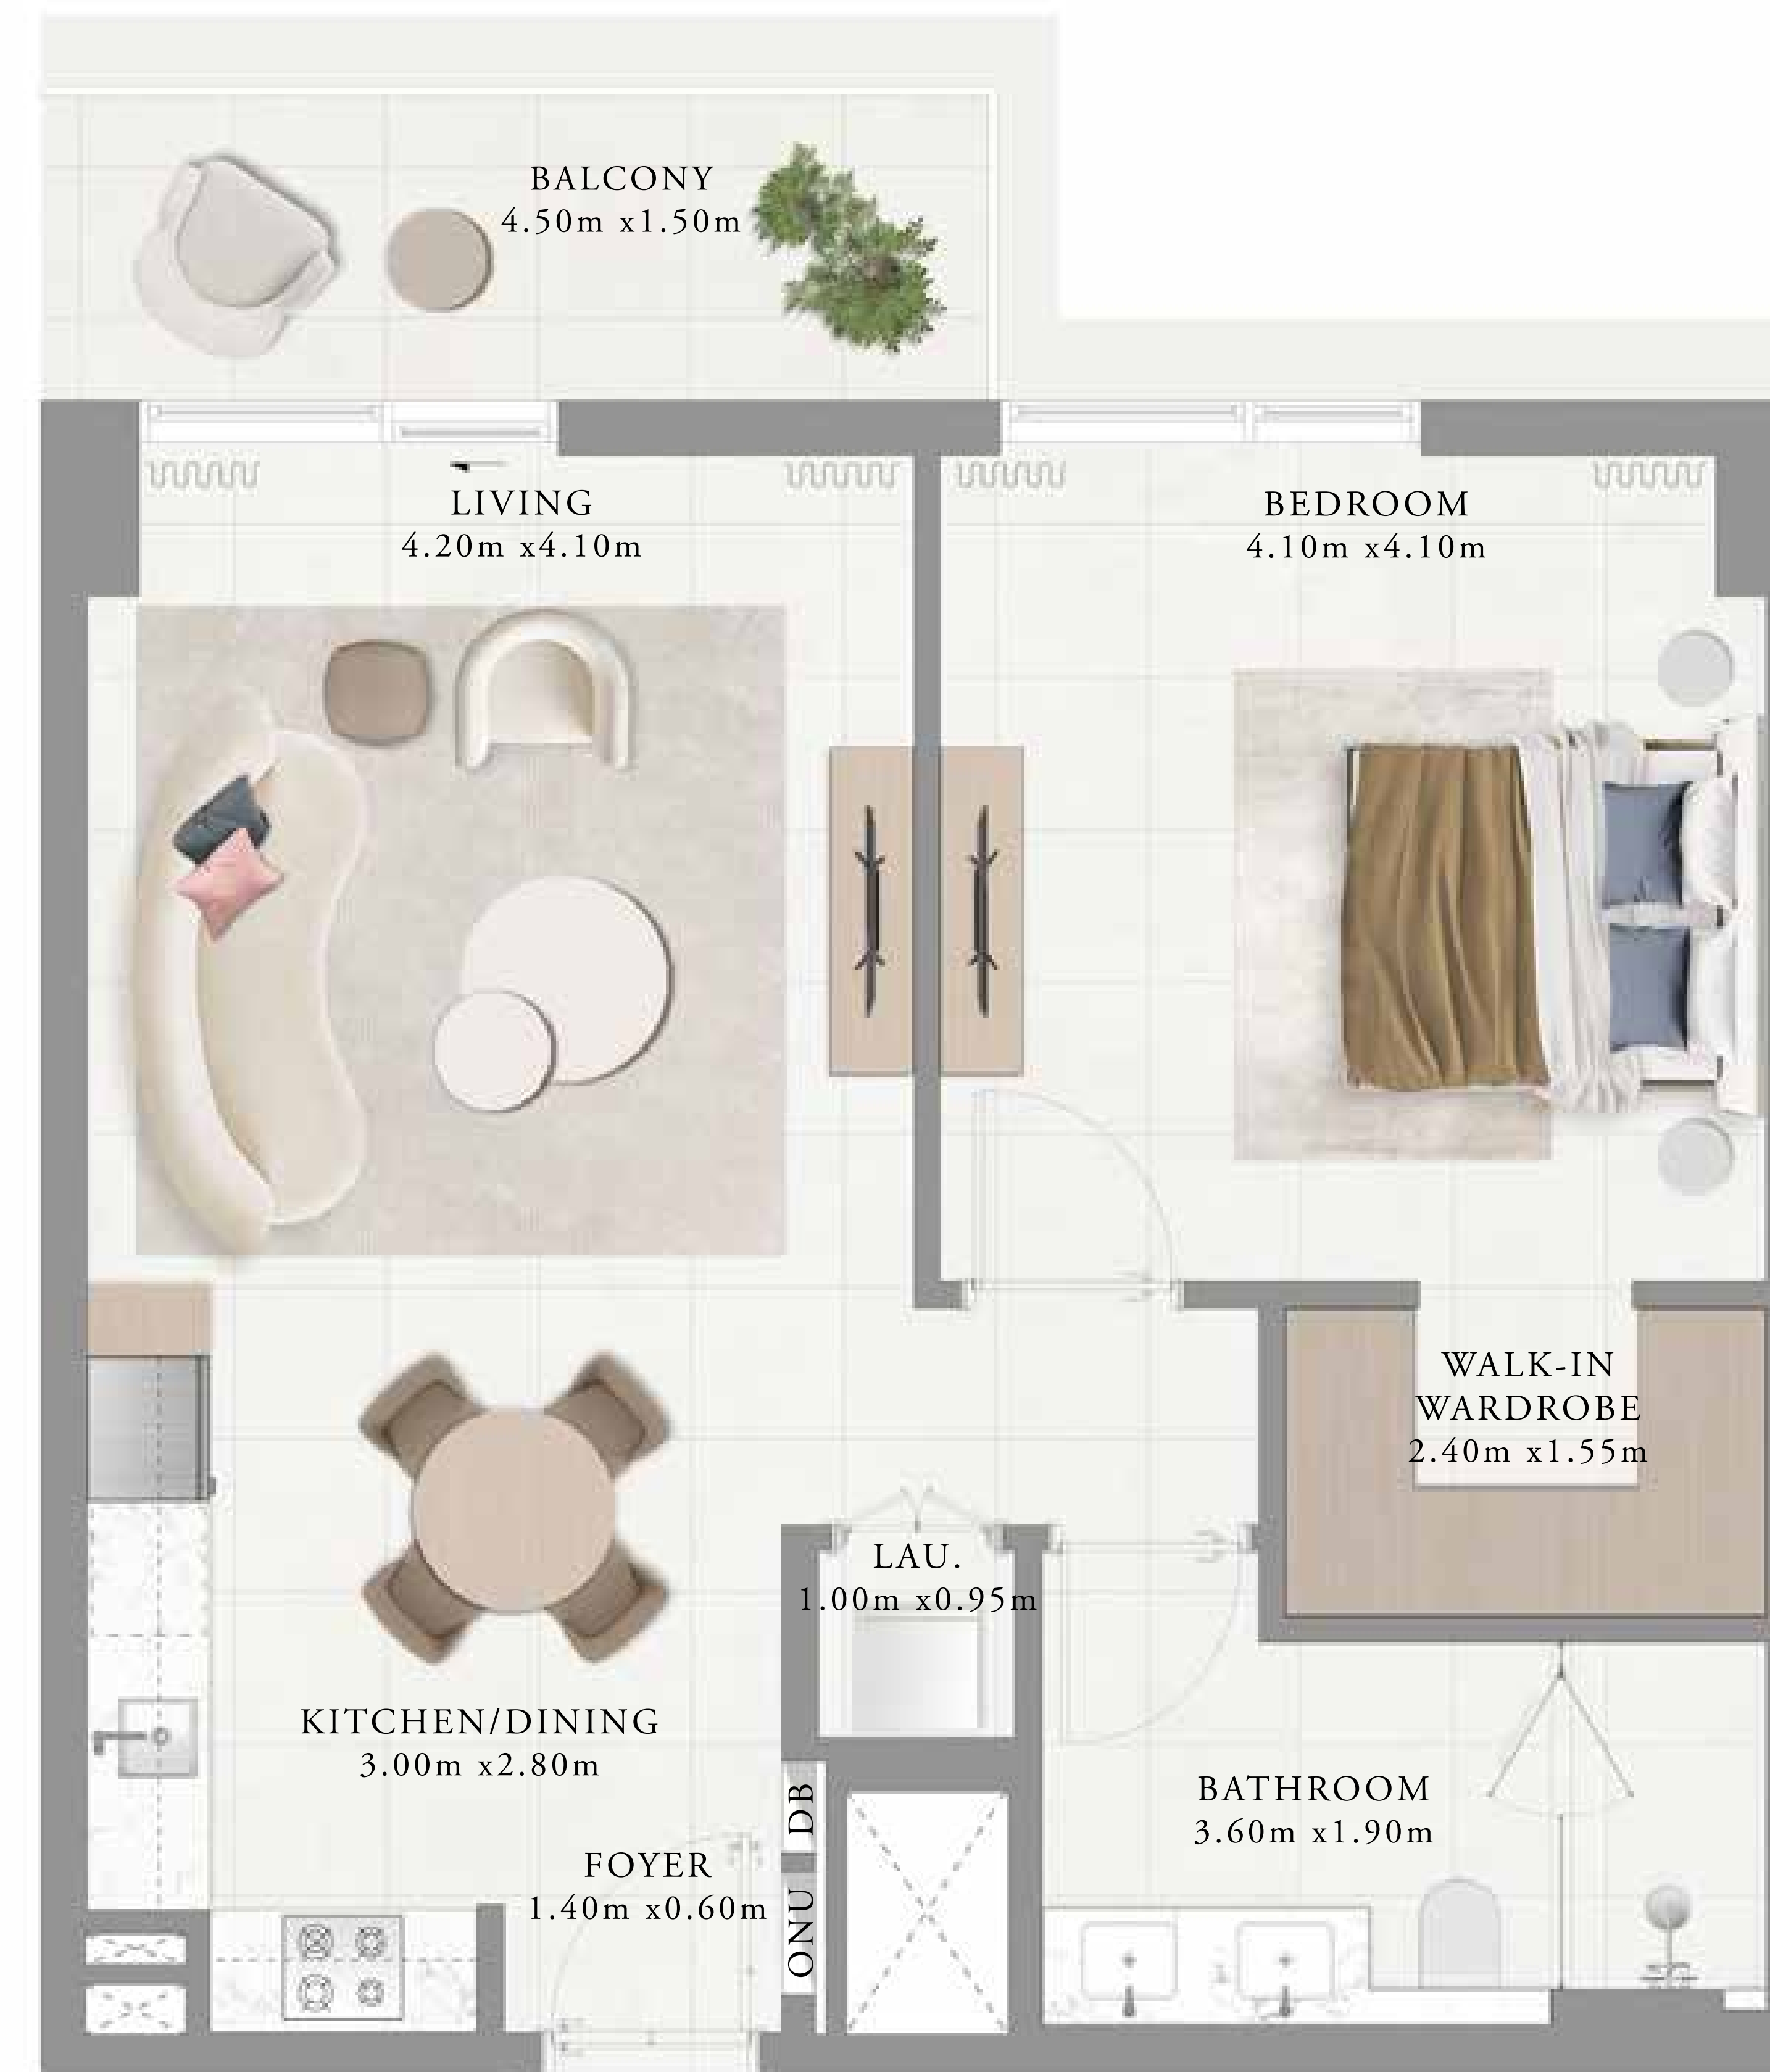 BALCONY
4.50m x1.50m
LIVING
4.20m x4.10m
BEDROOM
4.10m x4.10m
WALK-IN
WARDROBE
2.40m x1.55m
LAU.
1.00m x0.95m
KITCHEN/DINING
3.00m x2.80m
BATHROOM
3.60m x1.90m
FOYER
1.40m x0.60m
DB
ONU